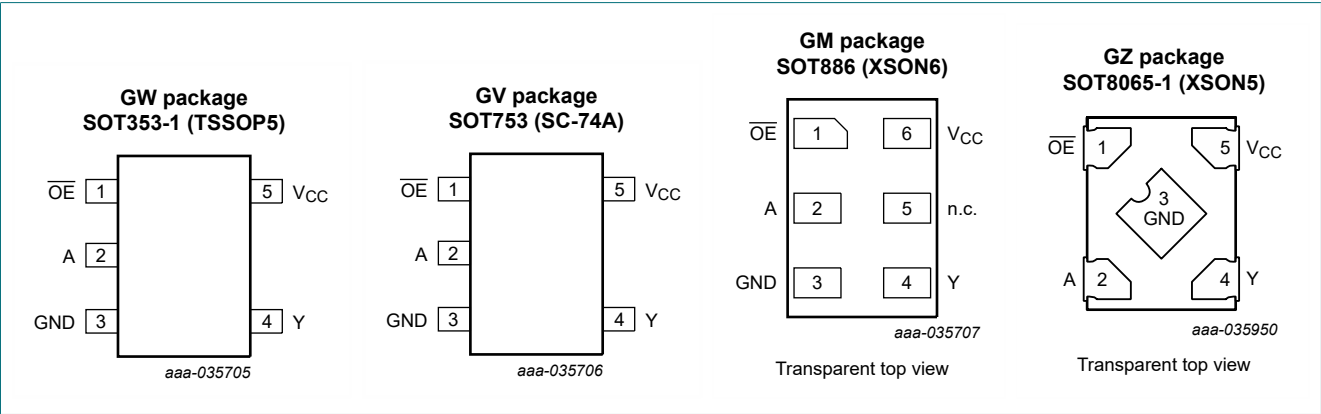 GW package
SOT353-1 (TSSOP5)
OE 1
5 VCC
A 2
GND 3
4 Y
aaa-035705
GV package
SOT753 (SC-74A)
OE 1
5 VCC
A 2
GND 3
4 Y
aaa-035706
GM package
SOT886 (XSON6)
OE 1
6 VCC
A 2
5 n.c.
GND 3
4 Y
aaa-035707
Transparent top view
GZ package
SOT8065-1 (XSON5)
OE 1
5 VCC
3
GND
A 2
4 Y
aaa-035950
Transparent top view